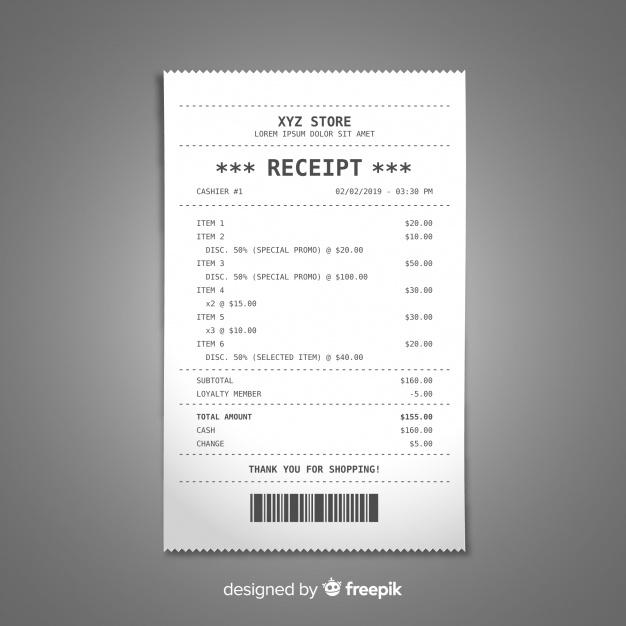 XYZ STORE
LOREM IPSUM DOLOR SIT AMET
*** RECEIPT ***
CASHIER #1 02/02/2019 - 03:30 PM
ITEM 1 $20.00
ITEM 2 $10.00
DISC. 50% (SPECIAL PROMO) @ $20.00
ITEM 3 $50.00
DISC. 50% (SPECIAL PROMO) @ $100.00
ITEM 4 $30.00
x2 @ $15.00
ITEM 5 $30.00
x3 @ $10.00
ITEM 6 $20.00
DISC. 50% (SELECTED ITEM) @ $40.00
SUBTOTAL $160.00
LOYALTY MEMBER -5.00
TOTAL AMOUNT $155.00
CASH $160.00
CHANGE $5.00
THANK YOU FOR SHOPPING!
designed by freepik